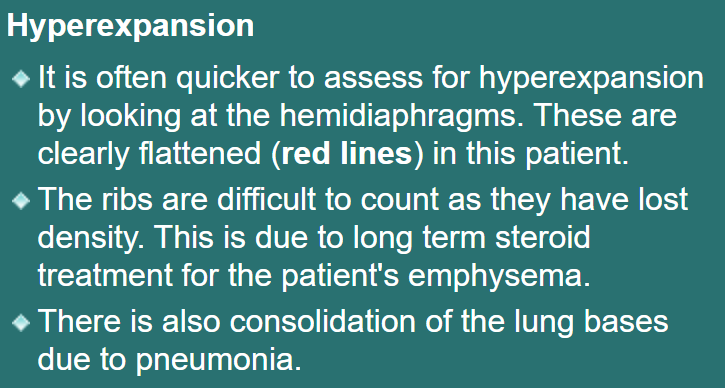 Hyperexpansion
It is often quicker to assess for hyperexpansion
by looking at the hemidiaphragms. These are
clearly flattened (red lines) in this patient.
The ribs are difficult to count as they have lost
density. This is due to long term steroid
treatment for the patient's emphysema.
There is also consolidation of the lung bases
due to pneumonia.